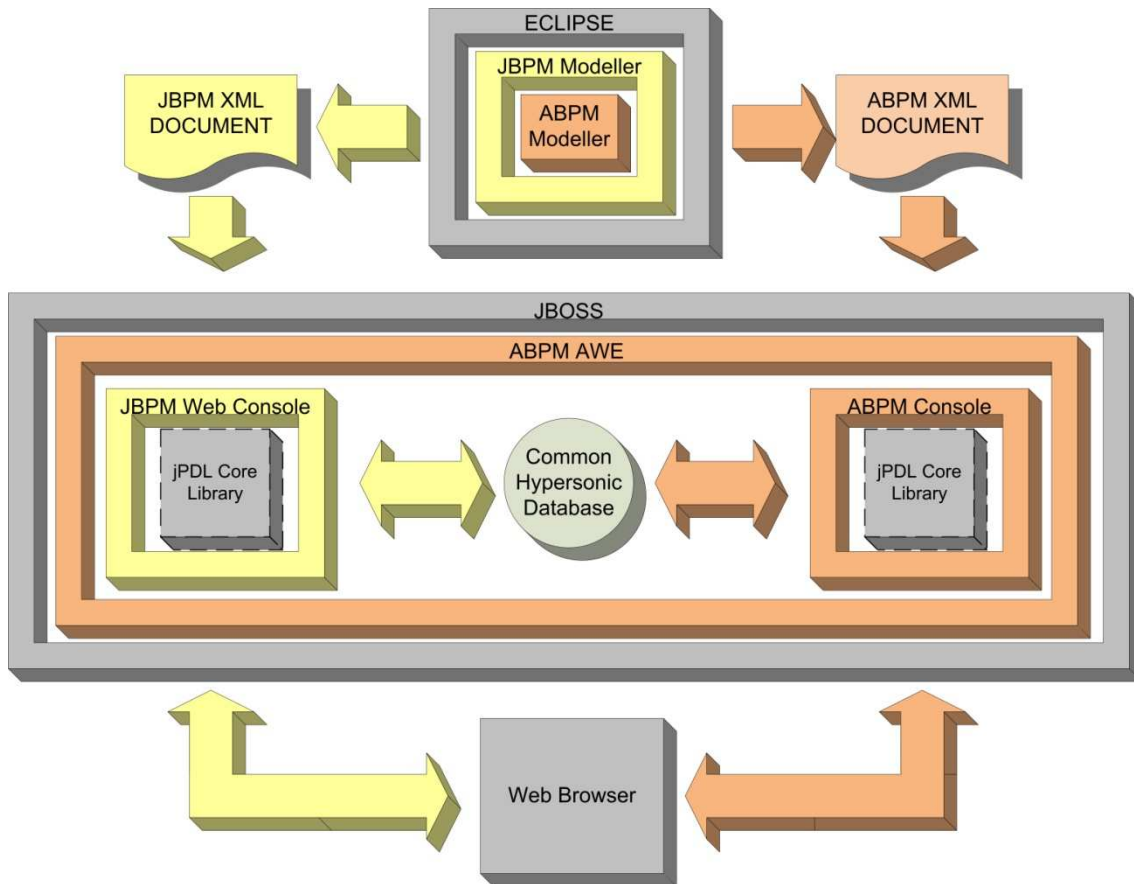 ECLIPSE
JBPM Modeller
ABPM
Modeller
JBPM XML
DOCUMENT
ABPM XML
DOCUMENT
JBOSS
ABPM AWE
JBPM Web Console
jPDL Core
Library
Common
Hypersonic
Database
ABPM Console
jPDL Core
Library
Web Browser